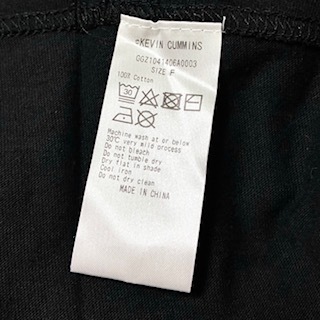 ©KEVIN CUMMINS
GGZ1041406A0003
SIZE F
100% Cotton
30
Machine wash at or below
30℃ very mild process
Do not bleach
Do not tumble dry
Dry flat in shade
Cool iron
Do not dry clean
MADE IN CHINA